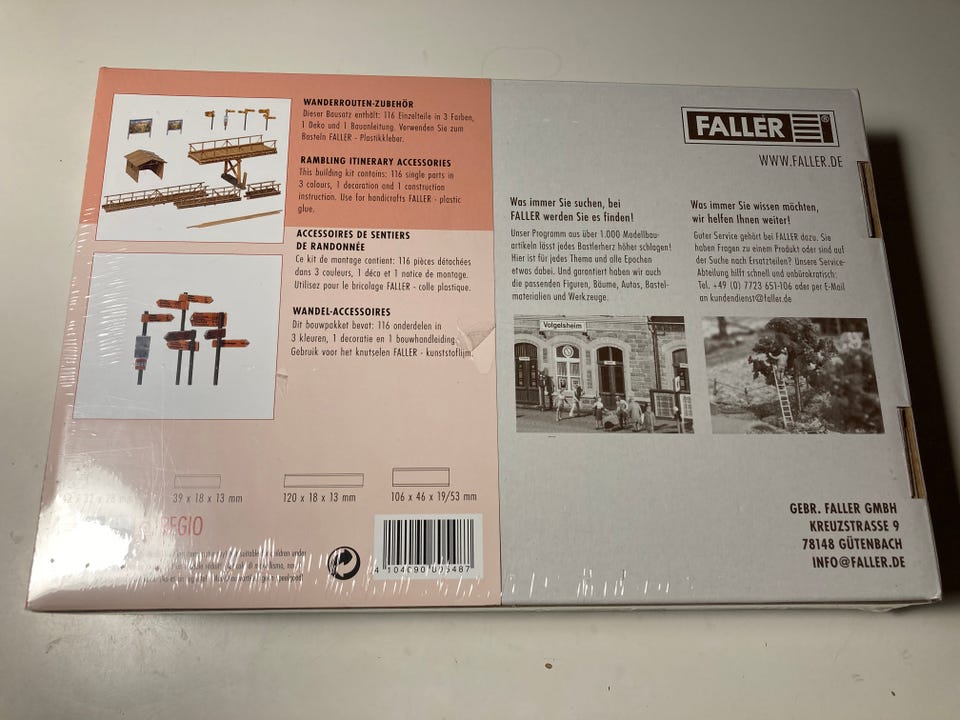 WANDERROUTEN-ZUBEHÖR
Dieser Bausatz enthält: 116 Einzelteile in 3 Farben,
1 Deko und 1 Bauanleitung. Verwenden Sie zum
Basteln FALLER - Plastikkleber.
RAMBLING ITINERARY ACCESSORIES
This building kit contains: 116 single parts in
3 colours, 1 decoration and 1 construction
instruction. Use for handicrafts FALLER - plastic
glue.
ACCESSOIRES DE SENTIERS
DE RANDONNÉE
Ce kit de montage contient: 116 pièces détachées
dans 3 couleurs, 1 déco et 1 notice de montage.
Utilisez pour le bricolage FALLER - colle plastique.
WANDEL-ACCESSOIRES
Dit bouwpakket bevat: 116 onderdelen in
3 kleuren, 1 decoratie en 1 bouwhandleiding.
Gebruik voor het knutselen FALLER - kunststoflijm.
39 x 18 x 13 mm
120 x 18 x 13 mm
106 x 46 x 19/53 mm
REGIO
FALLER
WWW.FALLER.DE
Was immer Sie suchen, bei
FALLER werden Sie es finden!
Unser Programm aus über 1.000 Modellbau-
artikeln lässt jedes Bastlerherz höher schlagen!
Hier ist für jedes Thema und alle Epochen
etwas dabei. Und garantiert haben wir auch
die passenden Figuren, Bäume, Autos, Bastel-
materialien und Werkzeuge.
Was immer Sie wissen möchten,
wir helfen Ihnen weiter!
Guter Service gehört bei FALLER dazu. Sie
haben Fragen zu einem Produkt oder sind auf
der Suche nach Ersatzteilen? Unsere Service-
Abteilung hilft schnell und unbürokratisch:
Tel. +49 (0) 7723 651-106 oder per E-Mail
an kundendienst@faller.de
Volgelsheim
GEBR. FALLER GMBH
KREUZSTRASSE 9
78148 GÜTENBACH
INFO@FALLER.DE